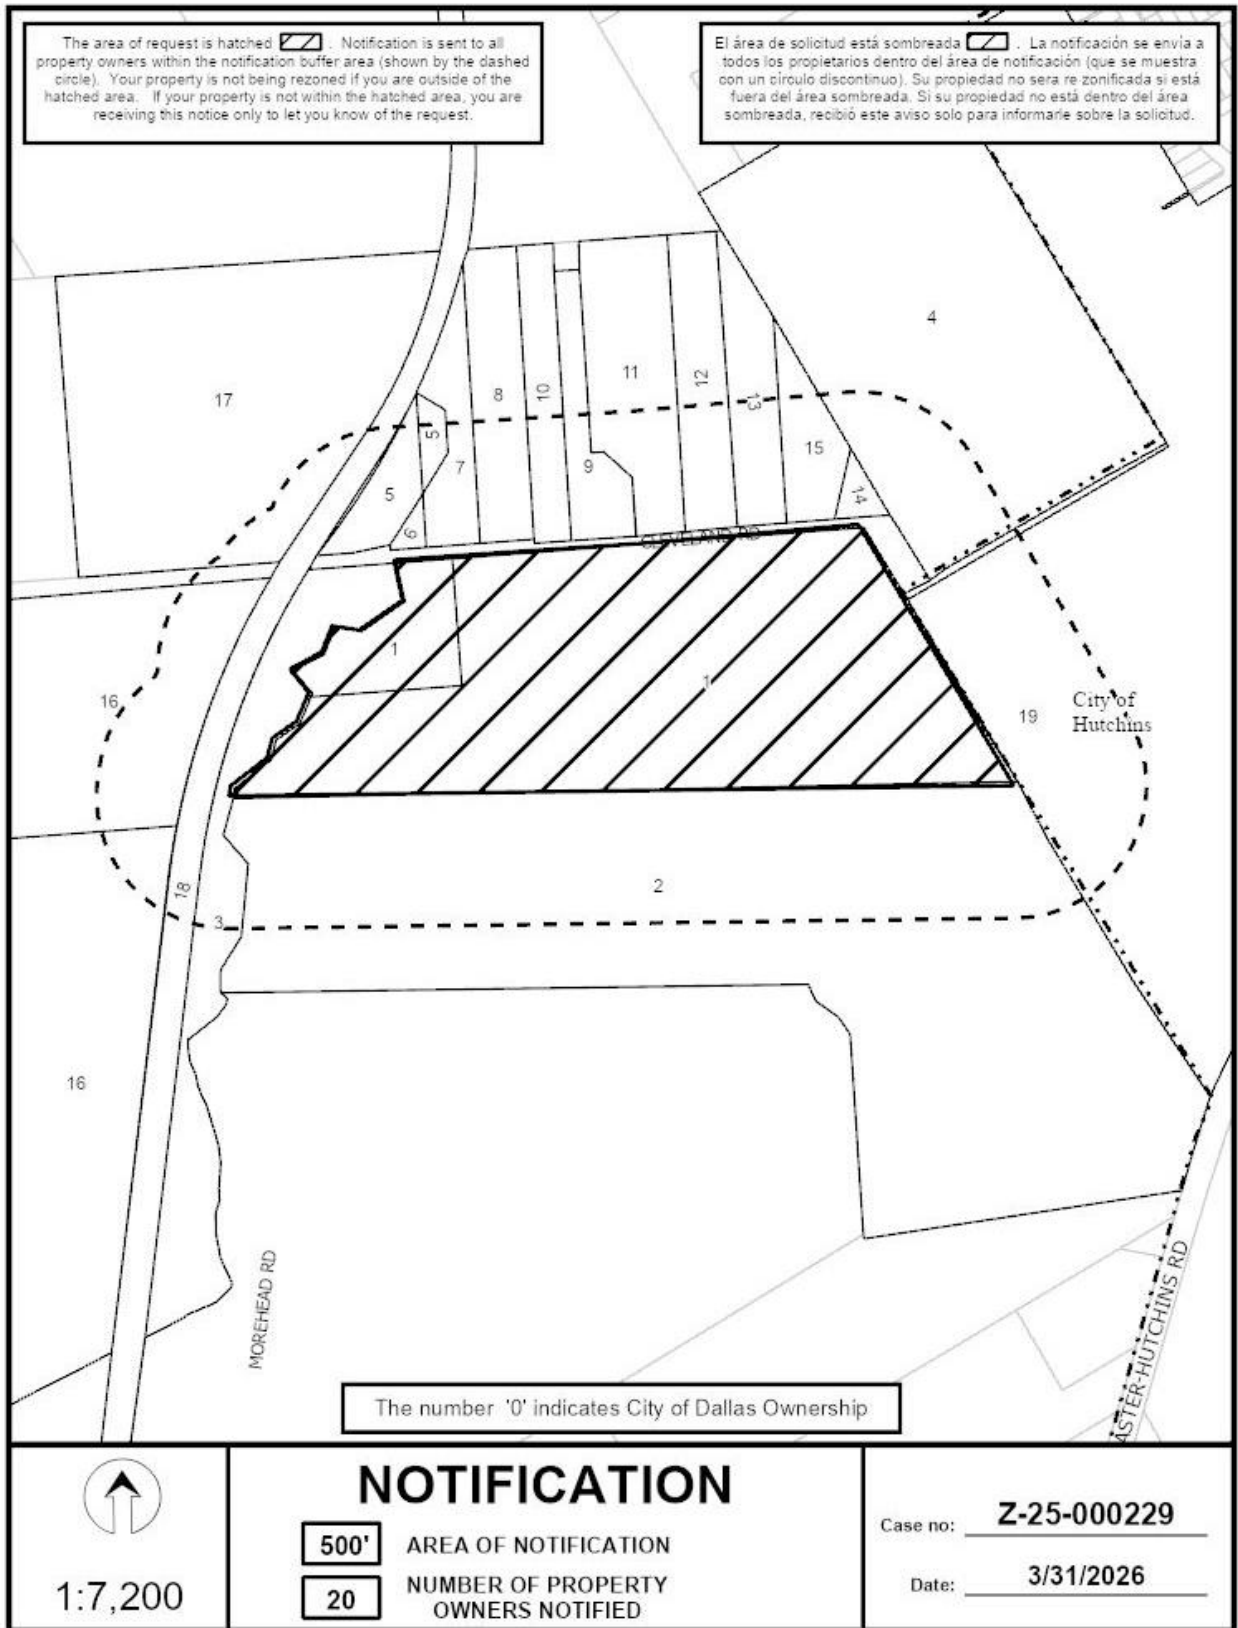 The area of request is hatched . Notification is sent to all
property owners within the notification buffer area (shown by the dashed
circle). Your property is not being rezoned if you are outside of the
hatched area. If your property is not within the hatched area, you are
receiving this notice only to let you know of the request.
El área de solicitud está sombreada . La notificación se envía a
todos los propietarios dentro del área de notificación (que se muestra
con un círculo discontinuo). Su propiedad no sera re zonificada si está
fuera del área sombreada. Si su propiedad no está dentro del área
sombreada, recibió este aviso solo para informarle sobre la solicitud.
4
17
8
10
11
12
13
5
7
9
15
5
14
6
CLEVELAND RD
1
1
16
19
City of
Hutchins
18
2
3
16
MOREHEAD RD
ASTER-HUTCHINS RD
The number '0' indicates City of Dallas Ownership
1:7,200
NOTIFICATION
500' AREA OF NOTIFICATION
20 NUMBER OF PROPERTY
OWNERS NOTIFIED
Case no: Z-25-000229
Date: 3/31/2026